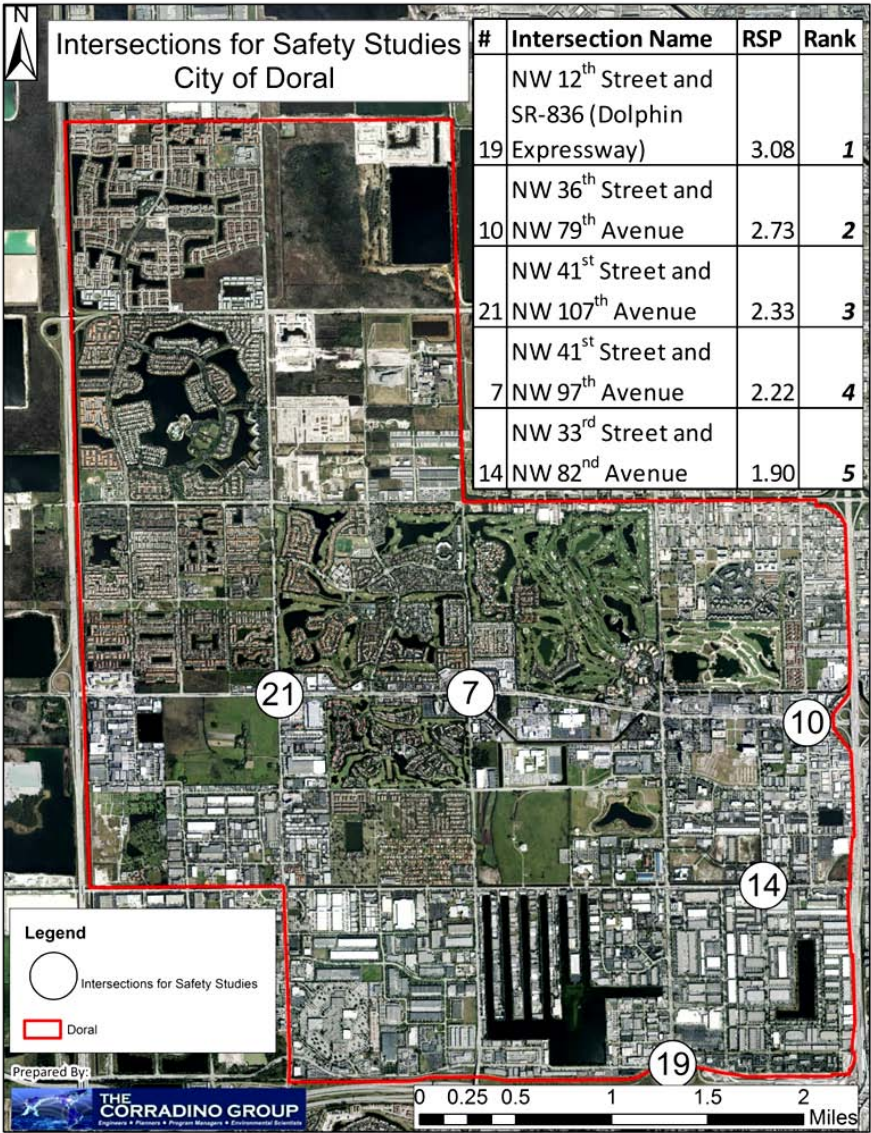 N
Intersections for Safety Studies
City of Doral
# Intersection Name RSP Rank
NW 12th Street and
SR-836 (Dolphin
19 Expressway) 3.08 1
NW 36th Street and
10 NW 79th Avenue 2.73 2
NW 41st Street and
21 NW 107th Avenue 2.33 3
NW 41st Street and
7 NW 97th Avenue 2.22 4
NW 33rd Street and
14 NW 82nd Avenue 1.90 5
21
7
10
14
19
Legend
Intersections for Safety Studies
Doral
Prepared By:
THE
CORRADINO GROUP
Engineers • Planners • Program Managers • Environmental Scientists
0 0.25 0.5 1 1.5 2
Miles